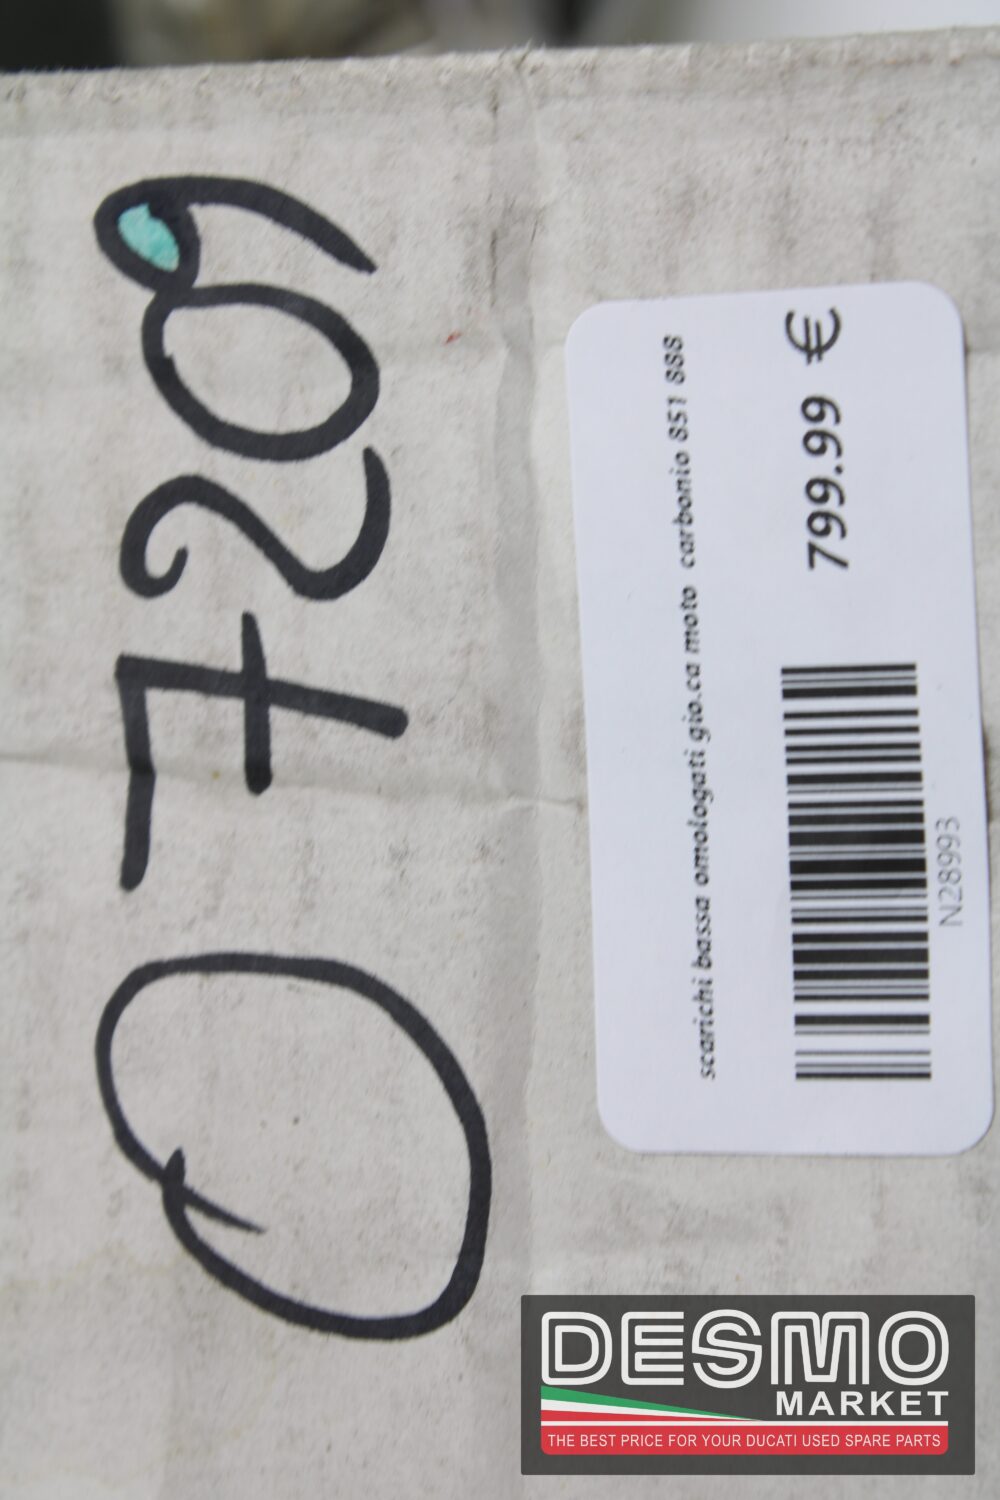 07209
scarichi bassa omologati gio.ca moto carbonio 851 888
799.99 €
N28993
DESMO
MARKET
THE BEST PRICE FOR YOUR DUCATI USED SPARE PARTS